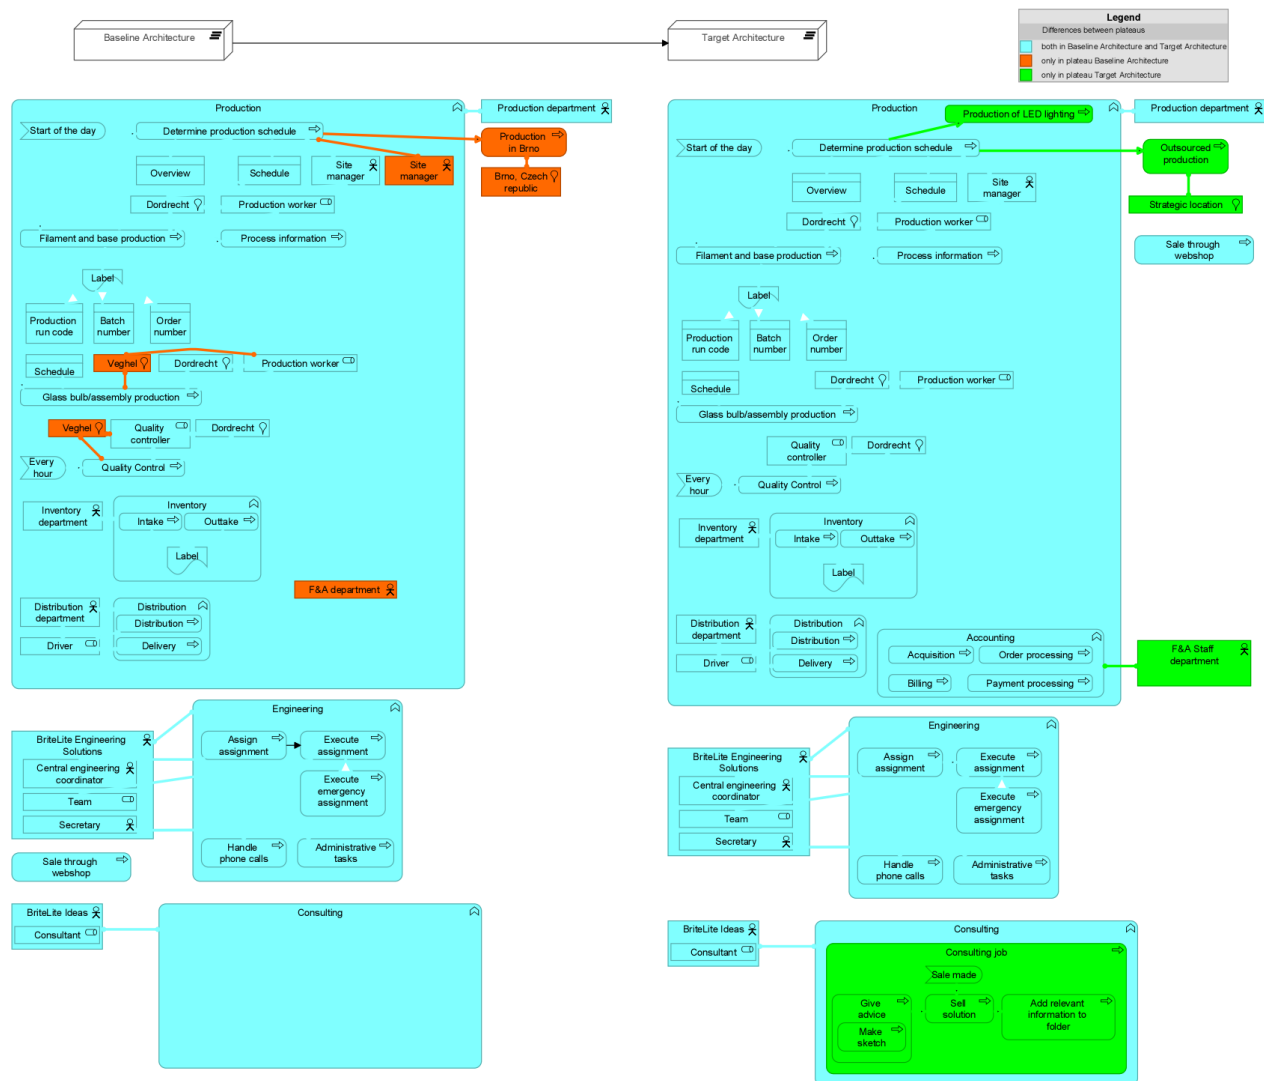 Baseline Architecture
Target Architecture
Legend
Differences between plateaus
both in Baseline Architecture and Target Architecture
only in plateau Baseline Architecture
only in plateau Target Architecture
Production
Production department
Start of the day
Determine production schedule
Production
in Brno
Overview
Schedule
Site
manager
Site
manager
Brno, Czech
republic
Dordrecht
Production worker
Filament and base production
Process information
Label
Production
run code
Batch
number
Order
number
Schedule
Veghel
Dordrecht
Production worker
Glass bulb/assembly production
Veghel
Quality
controller
Dordrecht
Every
hour
Quality Control
Inventory
department
Inventory
Intake
Outtake
Label
F&A department
Distribution
department
Distribution
Distribution
Driver
Delivery
Engineering
BriteLite Engineering
Solutions
Central engineering
coordinator
Team
Secretary
Assign
assignment
Execute
assignment
Execute
emergency
assignment
Handle
phone calls
Administrative
tasks
Sale through
webshop
BriteLite Ideas
Consultant
Consulting
Production
Production of LED lighting
Production department
Start of the day
Determine production schedule
Outsourced
production
Overview
Schedule
Site
manager
Strategic location
Dordrecht
Production worker
Sale through
webshop
Filament and base production
Process information
Label
Production
run code
Batch
number
Order
number
Schedule
Dordrecht
Production worker
Glass bulb/assembly production
Quality
controller
Dordrecht
Every
hour
Quality Control
Inventory
department
Inventory
Intake
Outtake
Label
Distribution
department
Distribution
Distribution
Driver
Delivery
Accounting
Acquisition
Order processing
Billing
Payment processing
F&A Staff
department
Engineering
BriteLite Engineering
Solutions
Central engineering
coordinator
Team
Secretary
Assign
assignment
Execute
assignment
Execute
emergency
assignment
Handle
phone calls
Administrative
tasks
BriteLite Ideas
Consultant
Consulting
Consulting job
Sale made
Give
advice
Make
sketch
Sell
solution
Add relevant
information to
folder